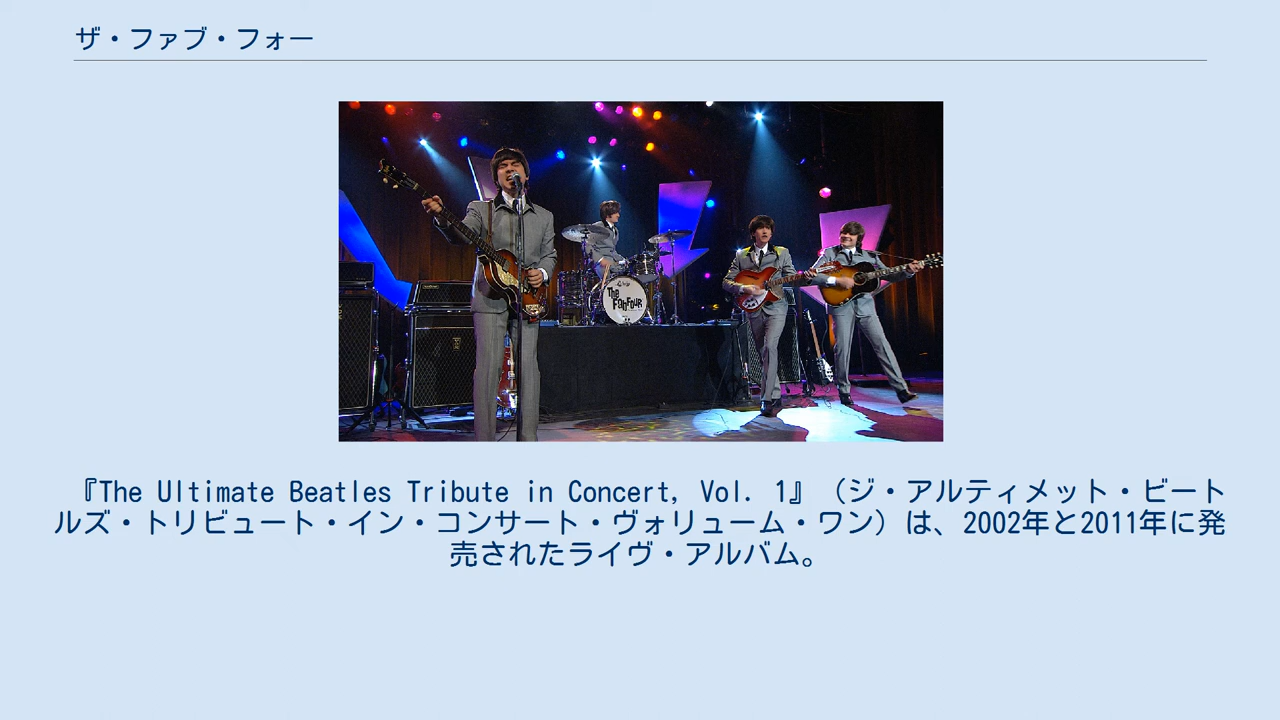 ザ・ファブ・フォー
The
FabFour
『The Ultimate Beatles Tribute in Concert, Vol. 1』（ジ・アルティメット・ビート
ルズ・トリビュート・イン・コンサート・ヴォリューム・ワン）は、2002年と2011年に発
売されたライヴ・アルバム。